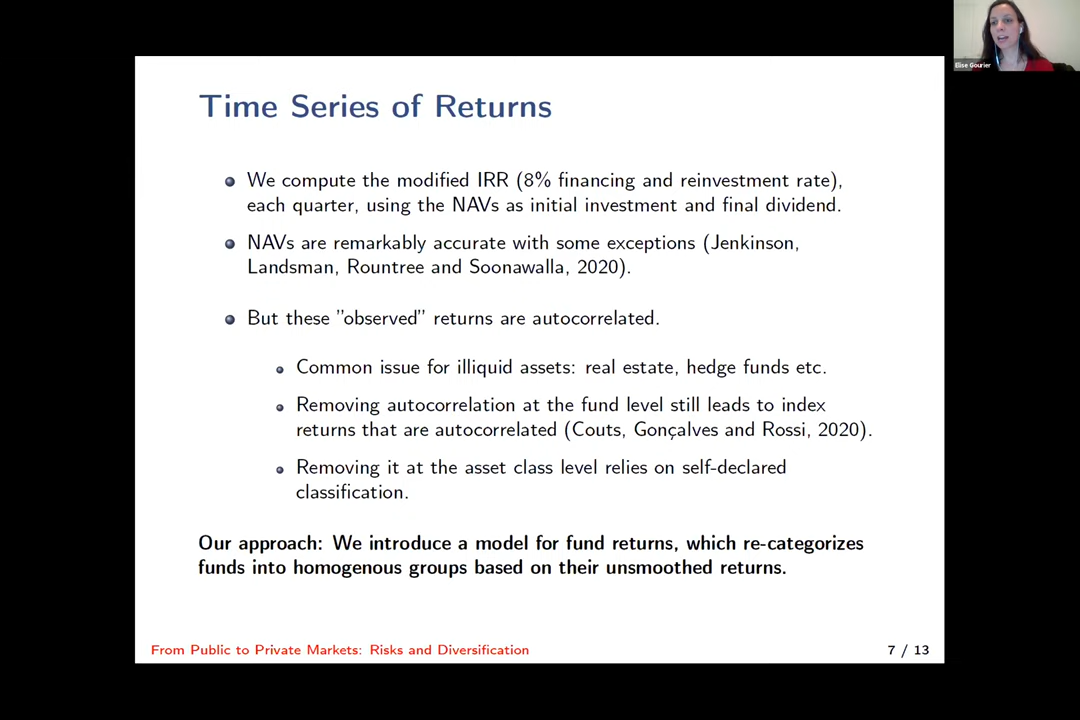 Elise Gourier
Time Series of Returns
We compute the modified IRR (8% financing and reinvestment rate),
each quarter, using the NAVs as initial investment and final dividend.
NAVs are remarkably accurate with some exceptions (Jenkinson,
Landsman, Rountree and Soonawalla, 2020).
But these "observed" returns are autocorrelated.
Common issue for illiquid assets: real estate, hedge funds etc.
Removing autocorrelation at the fund level still leads to index
returns that are autocorrelated (Couts, Gonçalves and Rossi, 2020).
Removing it at the asset class level relies on self-declared
classification.
Our approach: We introduce a model for fund returns, which re-categorizes
funds into homogenous groups based on their unsmoothed returns.
From Public to Private Markets: Risks and Diversification
7 / 13